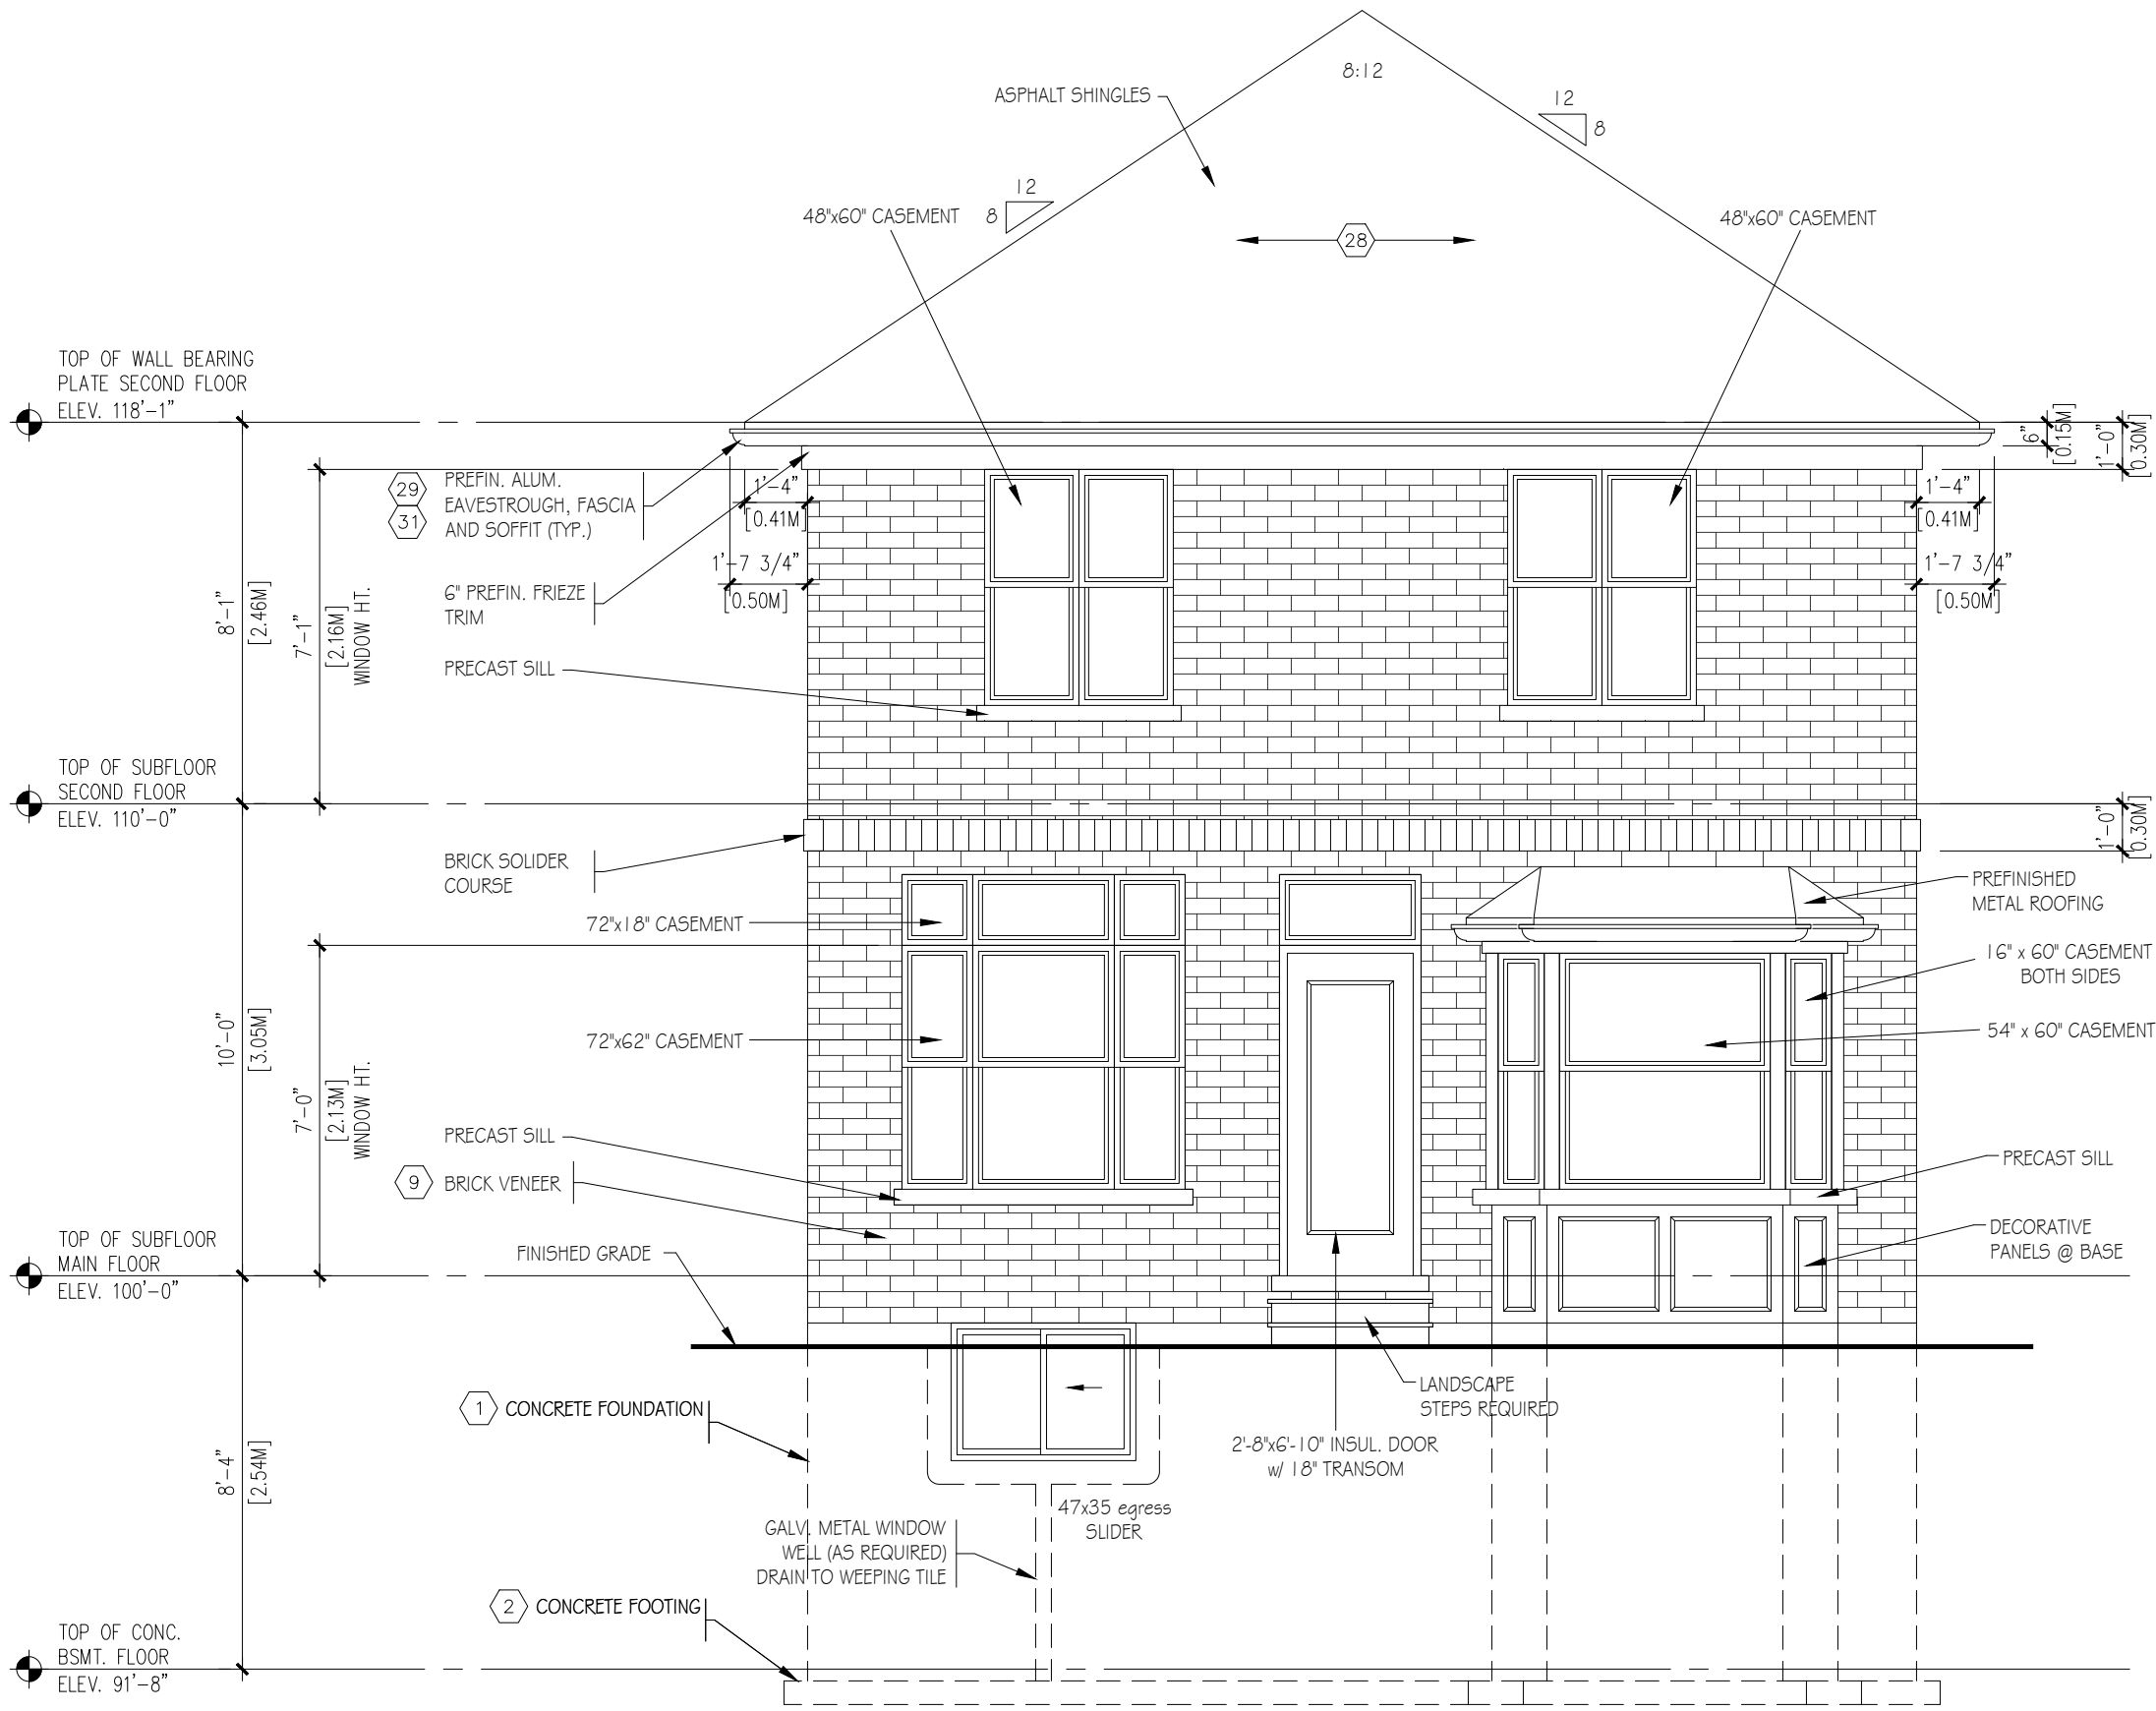 8:12
ASPHALT SHINGLES
12
8
12
8
48"x60" CASEMENT
48"x60" CASEMENT
28
TOP OF WALL BEARING
PLATE SECOND FLOOR
ELEV. 118'-1"
6"
[0.15M]
1'-0"
[0.30M]
29
31
PREFIN. ALUM.
EAVESTROUGH, FASCIA
AND SOFFIT (TYP.)
1'-4"
[0.41M]
1'-4"
[0.41M]
1'-7 3/4"
[0.50M]
1'-7 3/4"
[0.50M]
6" PREFIN. FRIEZE
TRIM
8'-1"
[2.46M]
7'-1"
[2.16M]
WINDOW HT.
PRECAST SILL
TOP OF SUBFLOOR
SECOND FLOOR
ELEV. 110'-0"
1'-0"
[0.30M]
BRICK SOLIDER
COURSE
PREFINISHED
METAL ROOFING
72"x18" CASEMENT
16" x 60" CASEMENT
BOTH SIDES
72"x62" CASEMENT
54" x 60" CASEMENT
10'-0"
[3.05M]
7'-0"
[2.13M]
WINDOW HT.
PRECAST SILL
PRECAST SILL
9
BRICK VENEER
DECORATIVE
PANELS @ BASE
TOP OF SUBFLOOR
MAIN FLOOR
ELEV. 100'-0"
FINISHED GRADE
1
CONCRETE FOUNDATION
LANDSCAPE
STEPS REQUIRED
2'-8"x6'-10" INSUL. DOOR
w/ 18" TRANSOM
8'-4"
[2.54M]
47x35 egress
SLIDER
GALV. METAL WINDOW
WELL (AS REQUIRED)
DRAIN TO WEEPING TILE
2
CONCRETE FOOTING
TOP OF CONC.
BSMT. FLOOR
ELEV. 91'-8"